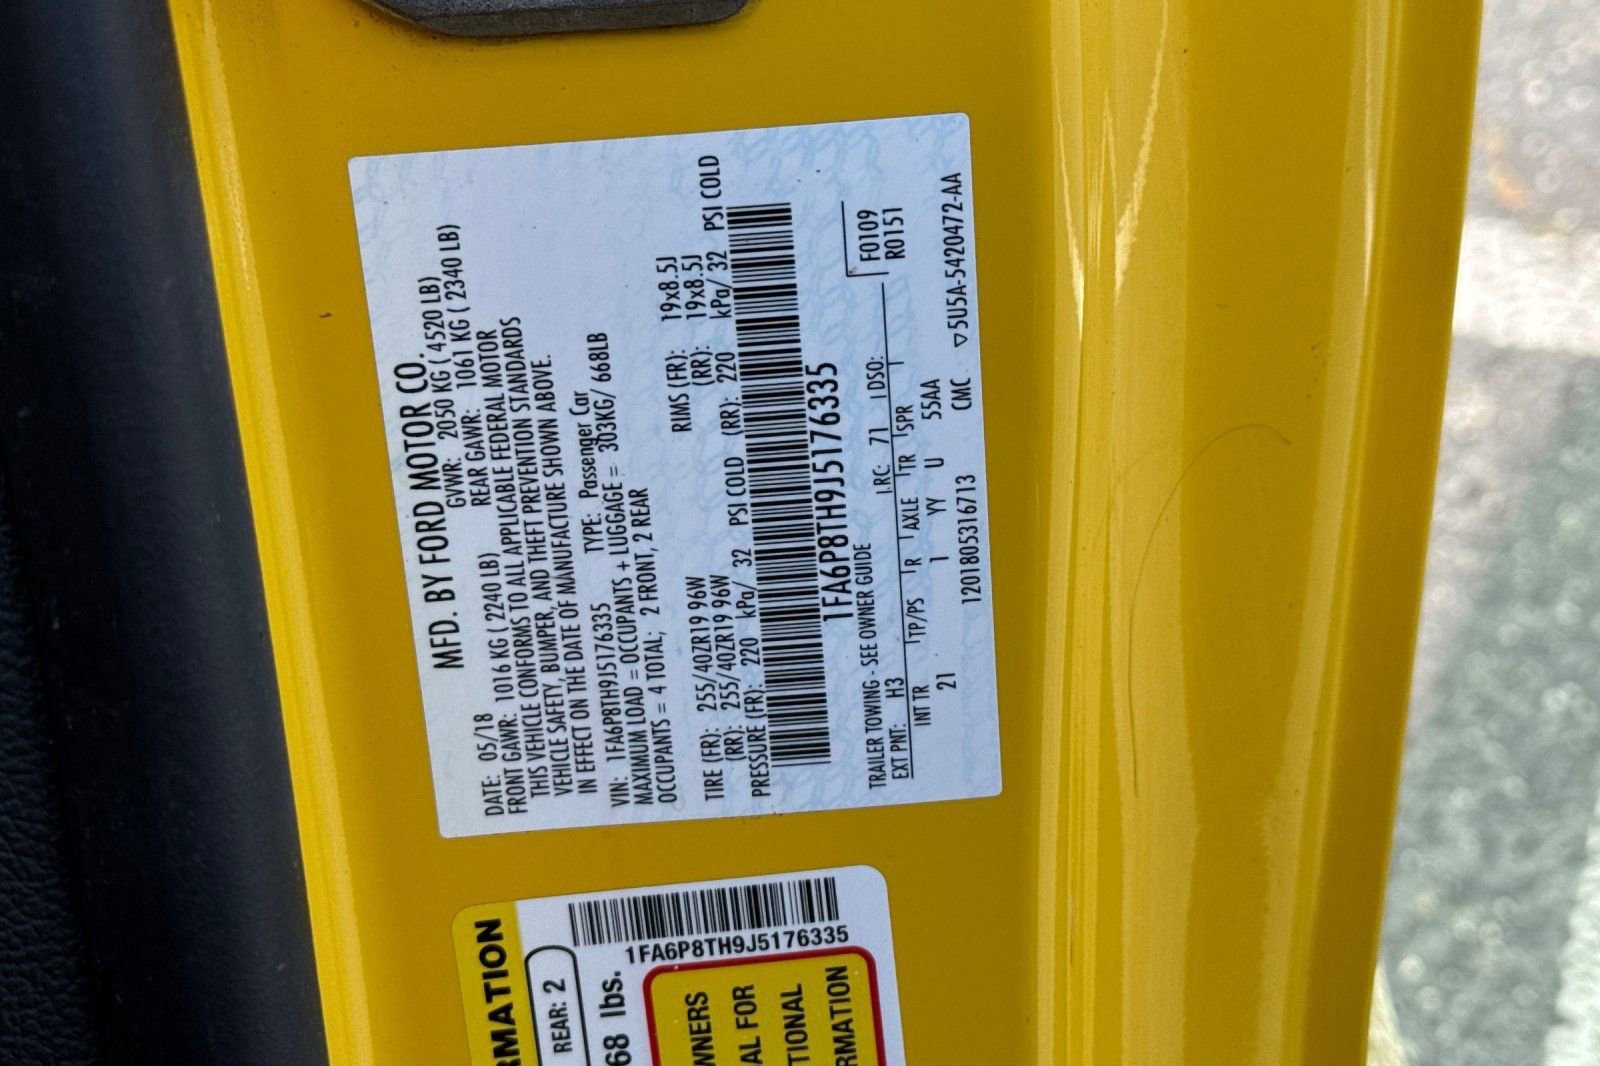 MFD. BY FORD MOTOR CO.
DATE: 05/18 GVWR: 2050 KG ( 4520 LB)
FRONT GAWR: 1016 KG ( 2240 LB) REAR GAWR: 1061 KG ( 2340 LB)
THIS VEHICLE CONFORMS TO ALL APPLICABLE FEDERAL MOTOR
VEHICLE SAFETY, BUMPER, AND THEFT PREVENTION STANDARDS
IN EFFECT ON THE DATE OF MANUFACTURE SHOWN ABOVE.
VIN: 1FA6P8TH9J5176335 TYPE: Passenger Car
MAXIMUM LOAD = OCCUPANTS + LUGGAGE = 303KG/ 668LB
OCCUPANTS = 4 TOTAL; 2 FRONT, 2 REAR
TIRE (FR): 255/40ZR19 96W RIMS (FR): 19x8.5J
(RR): 255/40ZR19 96W (RR): 19x8.5J
PRESSURE (FR): 220 kPa/ 32 PSI COLD (RR): 220 kPa/ 32 PSI COLD
1FA6P8TH9J5176335
TRAILER TOWING - SEE OWNER GUIDE F0109
EXT PNT: H3 RC: 71 DSO: R0151
INT TR TP/PS R AXLE TR SPR
21 I YY U 55AA
12018053 16713 CMC ▽5U5A-5420472-AA
RMATION
REAR: 2
68 lbs.
1FA6P8TH9J5176335
WNERS
AL FOR
TIONAL
RMATION